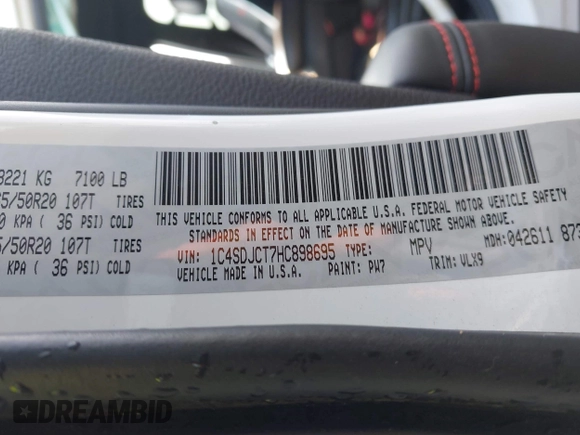 3221 KG 7100 LB
5/50R20 107T TIRES
0 KPA ( 36 PSI) COLD
5/50R20 107T TIRES
KPA ( 36 PSI) COLD
THIS VEHICLE CONFORMS TO ALL APPLICABLE U.S.A. FEDERAL MOTOR VEHICLE SAFETY
STANDARDS IN EFFECT ON THE DATE OF MANUFACTURE SHOWN ABOVE.
VIN: 1C4SDJCT7HC898695 TYPE: MPV MDH: 042611 873
VEHICLE MADE IN U.S.A. PAINT: PW7 TRIM: VLX9
DREAMBID